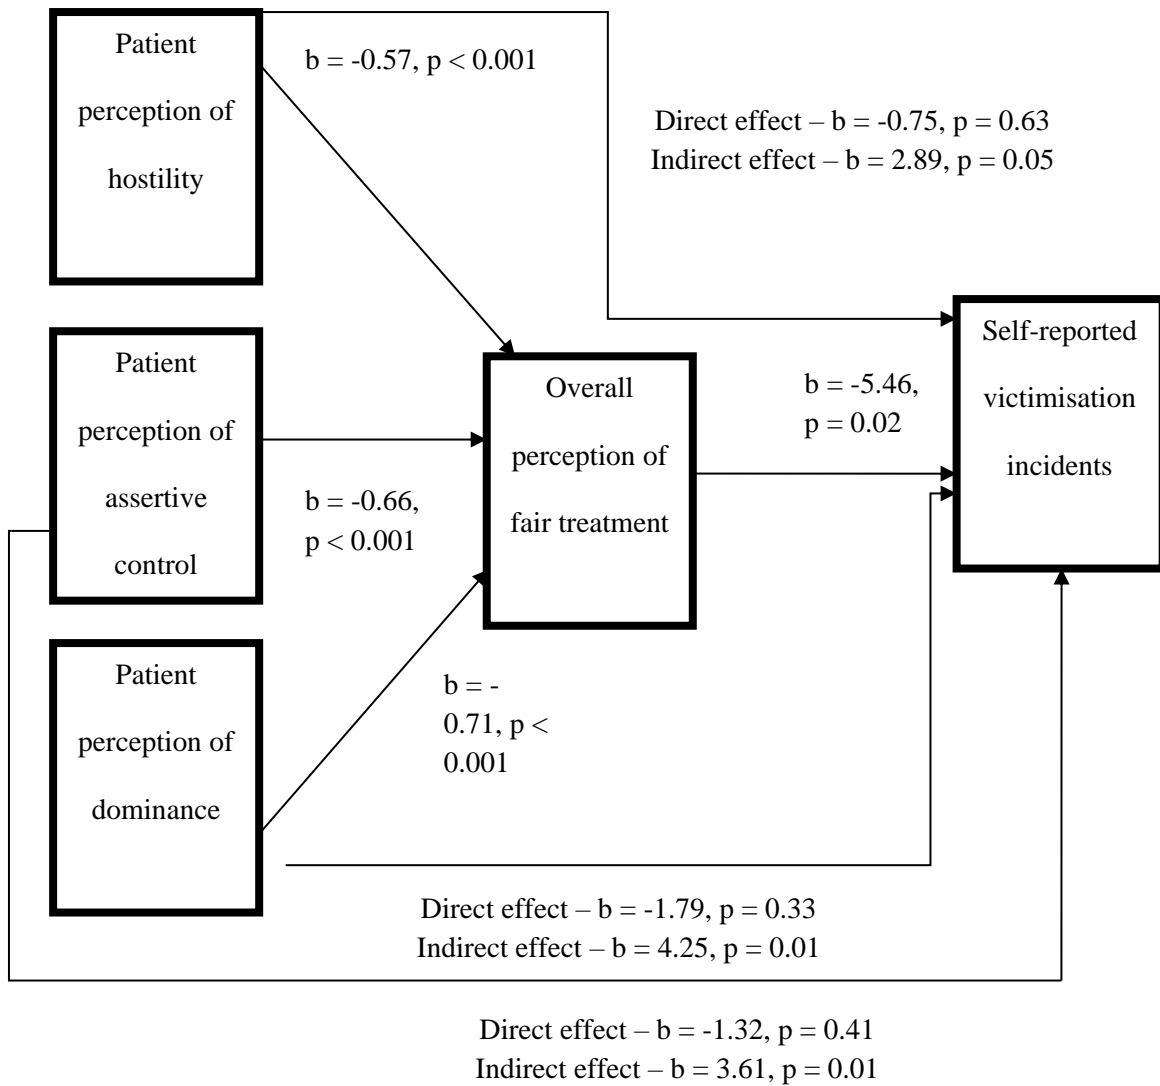 Patient
perception of
hostility
b = -0.57, p < 0.001
Direct effect – b = -0.75, p = 0.63
Indirect effect – b = 2.89, p = 0.05
Patient
perception of
assertive
control
b = -0.66,
p < 0.001
Overall
perception of
fair treatment
b = -5.46,
p = 0.02
Self-reported
victimisation
incidents
Patient
perception of
dominance
b = -
0.71, p <
0.001
Direct effect – b = -1.79, p = 0.33
Indirect effect – b = 4.25, p = 0.01
Direct effect – b = -1.32, p = 0.41
Indirect effect – b = 3.61, p = 0.01